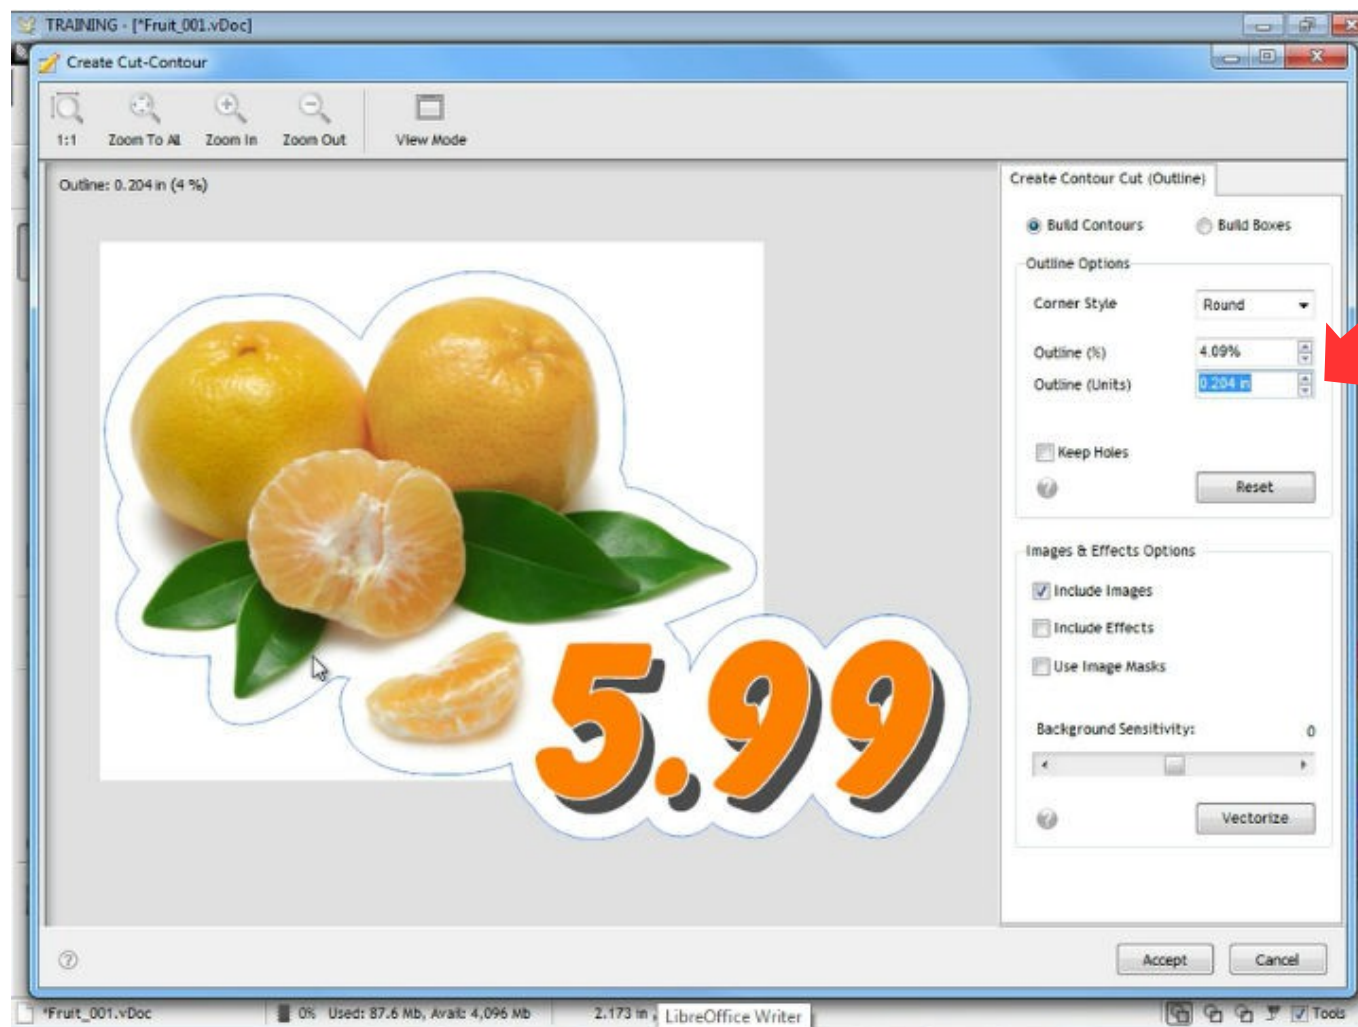 TRAINING - [*Fruit_001.vDoc]
Create Cut-Contour
1:1 Zoom To All Zoom In Zoom Out View Mode
Outline: 0.204 in (4 %)
Create Contour Cut (Outline)
Build Contours Build Boxes
Outline Options
Corner Style Round
Outline (%) 4.09%
Outline (Units) 0.204 in
Keep Holes
Reset
Images & Effects Options
Include Images
Include Effects
Use Image Masks
5.99
Background Sensitivity: 0
Vectorize
Accept Cancel
*Fruit_001.vDoc 0% Used: 87.6 Mb, Avail: 4,096 Mb 2.173 in , LibreOffice Writer Tools